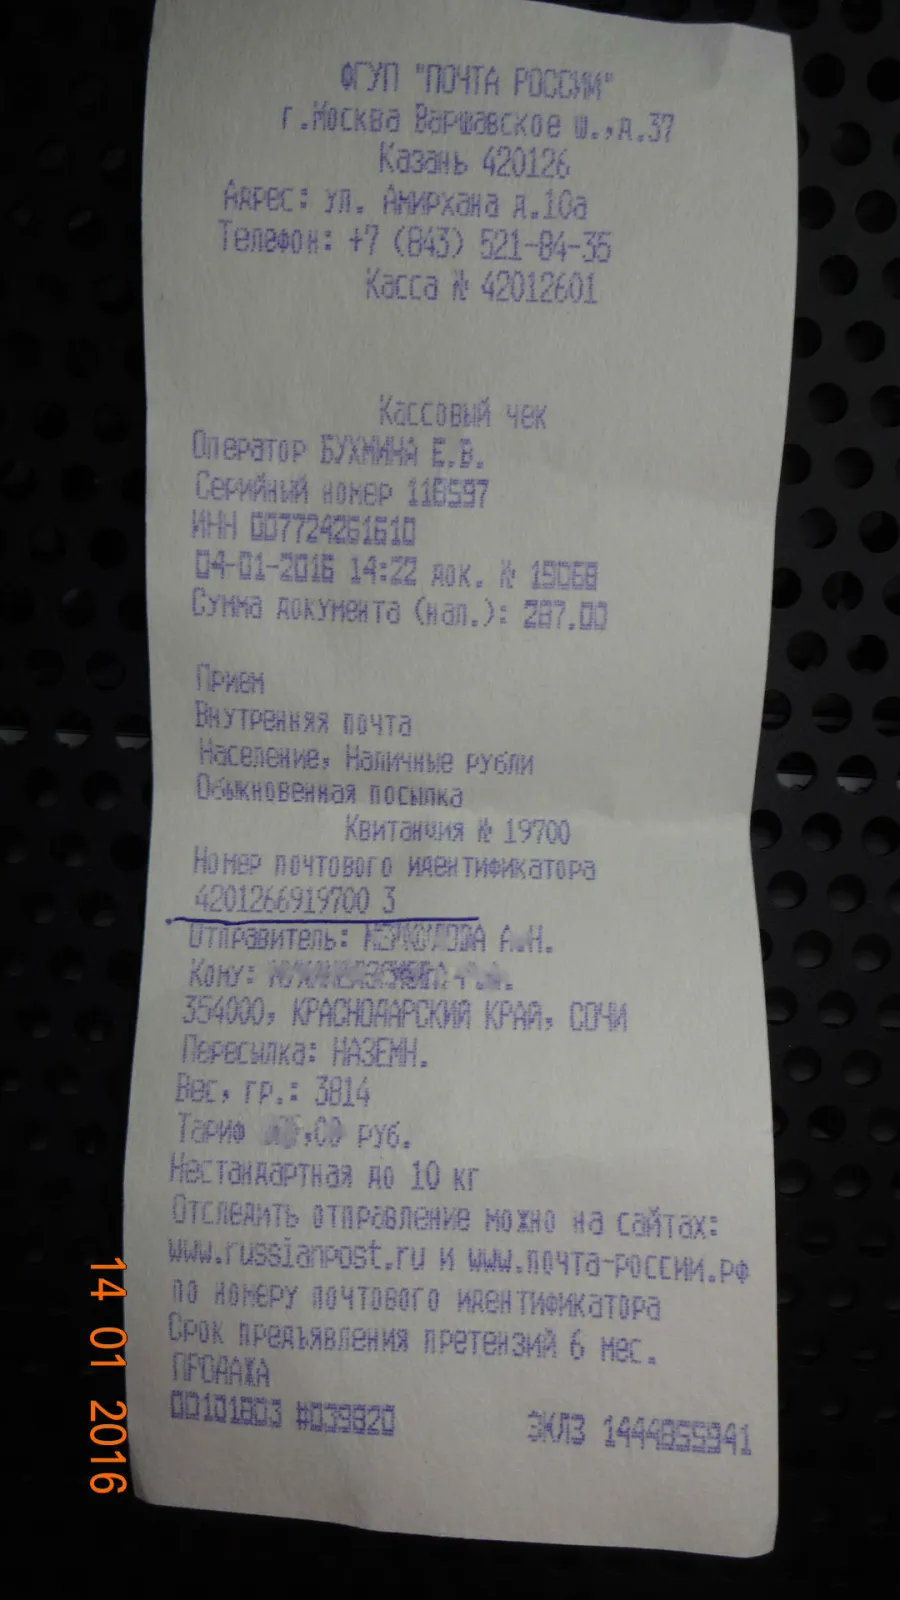 ФГУП "ПОЧТА РОССИИ"
г.Москва Варшавское ш.,д.37
Казань 420126
Адрес: ул. Амирхана д.10а
Телефон: +7 (843) 521-84-35
Касса № 42012601
Кассовый чек
Оператор БУХМИНА Е.В.
Серийный номер 116597
ИНН 007724261610
04-01-2016 14:22 док. № 15068
Сумма документа (нал.): 287.00
Прием
Внутренняя почта
Население, Наличные рубли
Обыкновенная посылка
Квитанция № 19700
Номер почтового идентификатора
4201266919700 3
Отправитель: А.Н.
Кому:
354000, КРАСНОДАРСКИЙ КРАЙ, СОЧИ
Пересылка: НАЗЕМН.
Вес, гр.: 3814
Тариф руб.
Нестандартная до 10 кг
Отследить отправление можно на сайтах:
www.russianpost.ru и www.почта-россии.рф
по номеру почтового идентификатора
Срок предъявления претензий 6 мес.
ПРОДАЖА
00101803 #039820 ЭКЛЗ 1444855941
14 01 2016